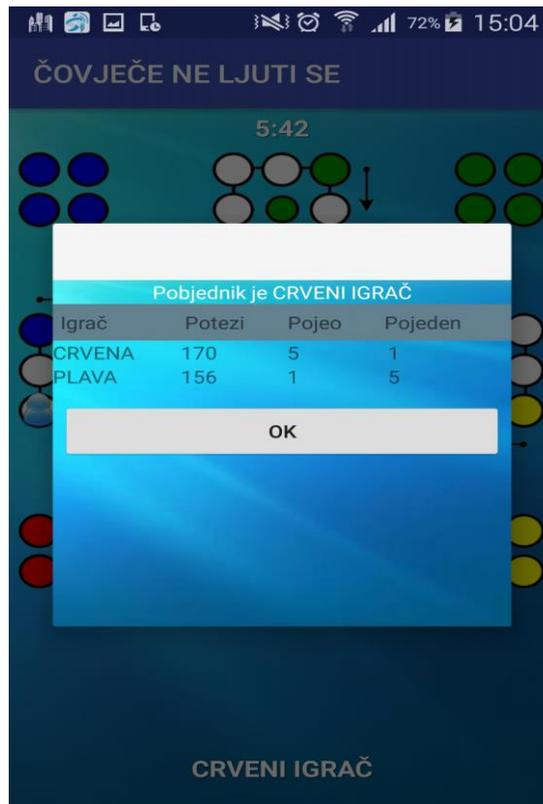 72% 15:04
ČOVJEČE NE LJUTI SE
5:42
Pobjednik je CRVENI IGRAČ
Igrač Potezi Pojeo Pojeden
CRVENA 170 5 1
PLAVA 156 1 5
OK
CRVENI IGRAČ